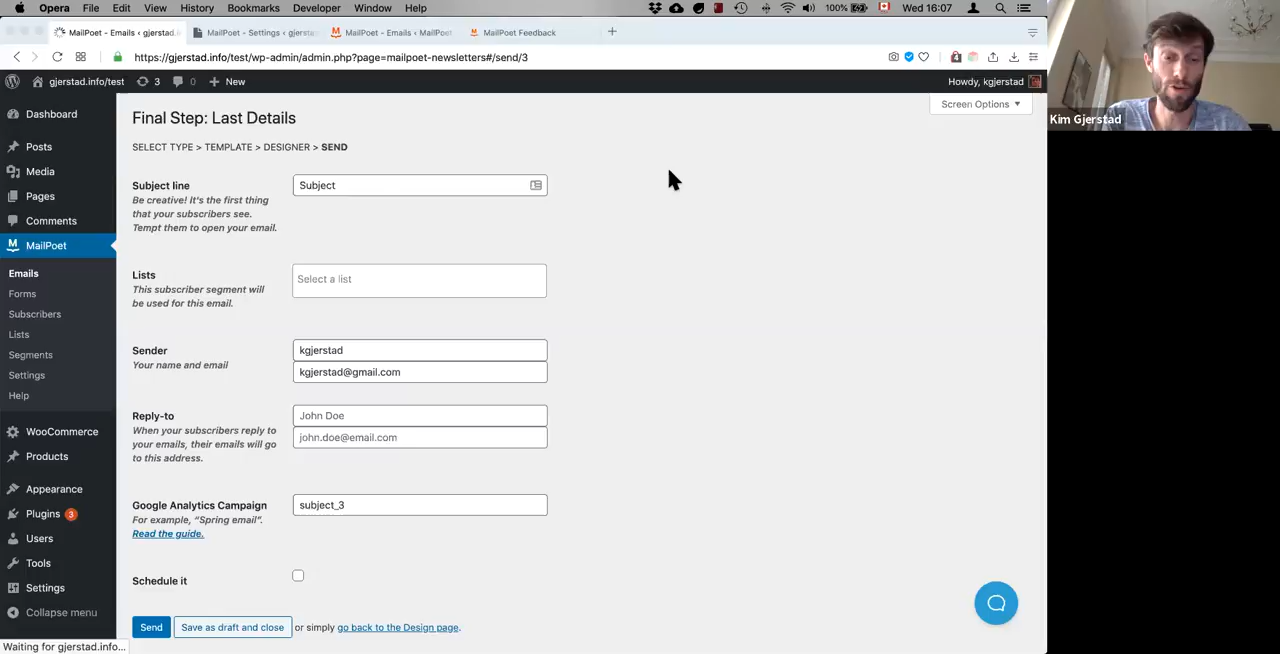 Opera File Edit View History Bookmarks Developer Window Help 100% Wed 16:07
MailPoet - Emails ‹ gjerstad. MailPoet - Settings ‹ gjersta MailPoet - Emails ‹ MailPoet MailPoet Feedback
https://gjerstad.info/test/wp-admin/admin.php?page=mailpoet-newsletters#/send/3 4
gjerstad.info/test 3 0 New Howdy, kgjerstad
Screen Options
Kim Gjerstad
Dashboard
Posts
Media
Pages
Comments
MailPoet
Emails
Forms
Subscribers
Lists
Segments
Settings
Help
WooCommerce
Products
Appearance
Plugins 3
Users
Tools
Settings
Collapse menu
Final Step: Last Details
SELECT TYPE > TEMPLATE > DESIGNER > SEND
Subject line
Be creative! It's the first thing
that your subscribers see.
Tempt them to open your email.
Subject
Lists
This subscriber segment will
be used for this email.
Select a list
Sender
Your name and email
kgjerstad
kgjerstad@gmail.com
Reply-to
When your subscribers reply to
your emails, their emails will go
to this address.
John Doe
john.doe@email.com
Google Analytics Campaign
For example, “Spring email”.
Read the guide.
subject_3
Schedule it
Send Save as draft and close or simply go back to the Design page.
Waiting for gjerstad.info...